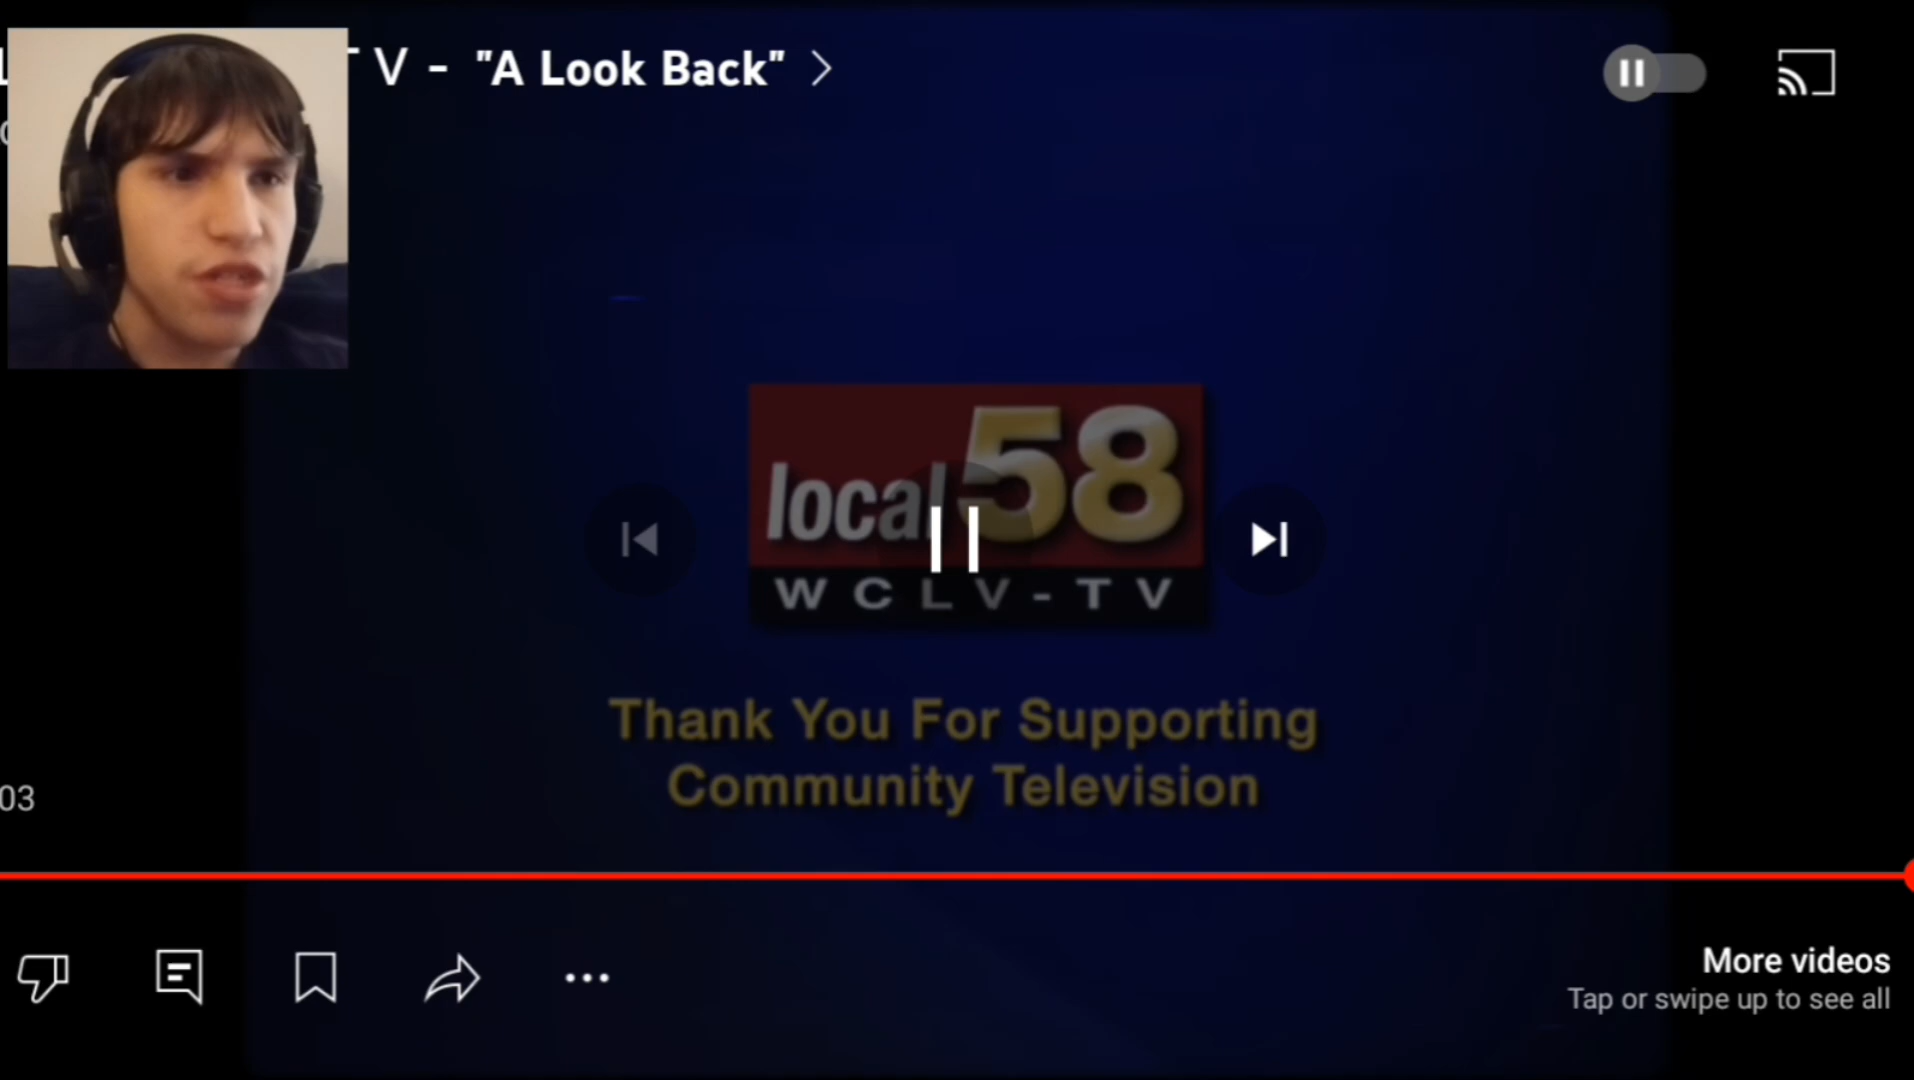 TV - "A Look Back"
local 58
WCLV-TV
Thank You For Supporting
Community Television
03
More videos
Tap or swipe up to see all